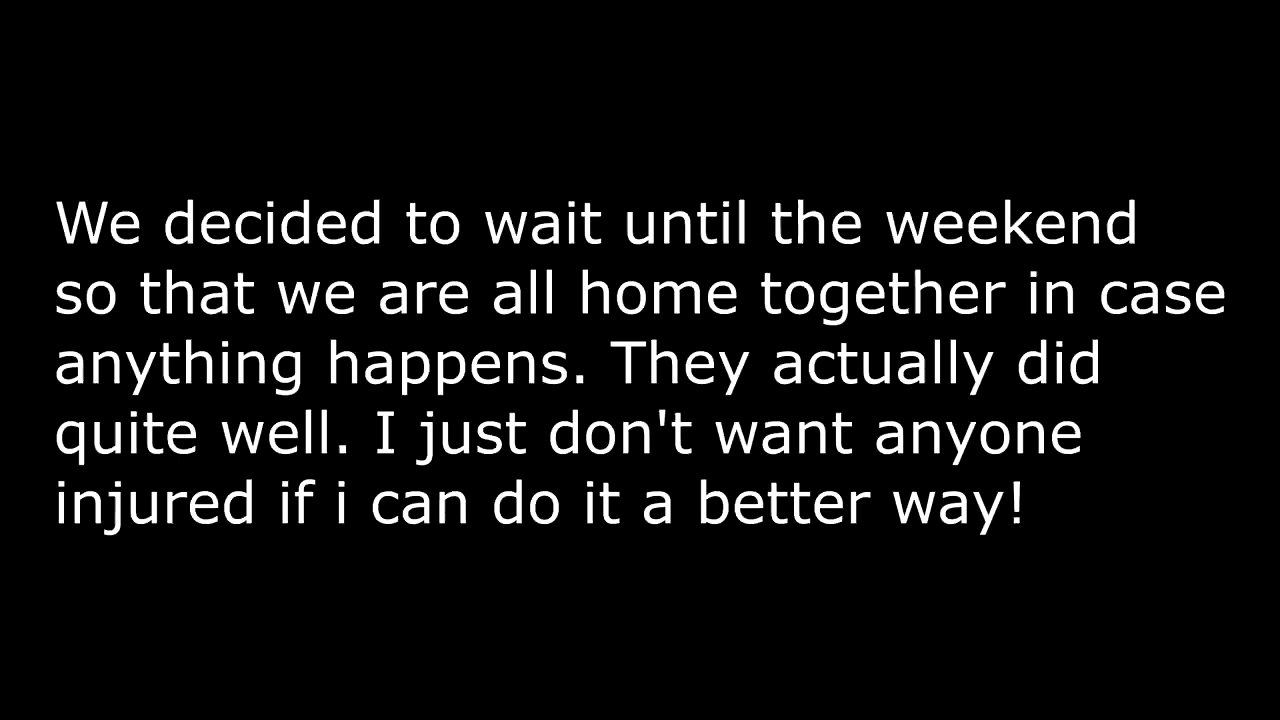 We decided to wait until the weekend
so that we are all home together in case
anything happens. They actually did
quite well. I just don't want anyone
injured if i can do it a better way!